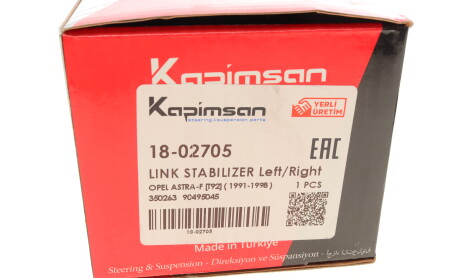 Kapimsan
Kapimsan
steering&suspension parts
YERLİ
ÜRETİM
18-02705
EAC
LINK STABILIZER Left/Right
OPEL ASTRA-F [T92] ( 1991-1998 )
1 PCS
350263 90495045
18-02705
Made in Türkiye
Steering & Suspension - Direksiyon ve Süspansiyon -